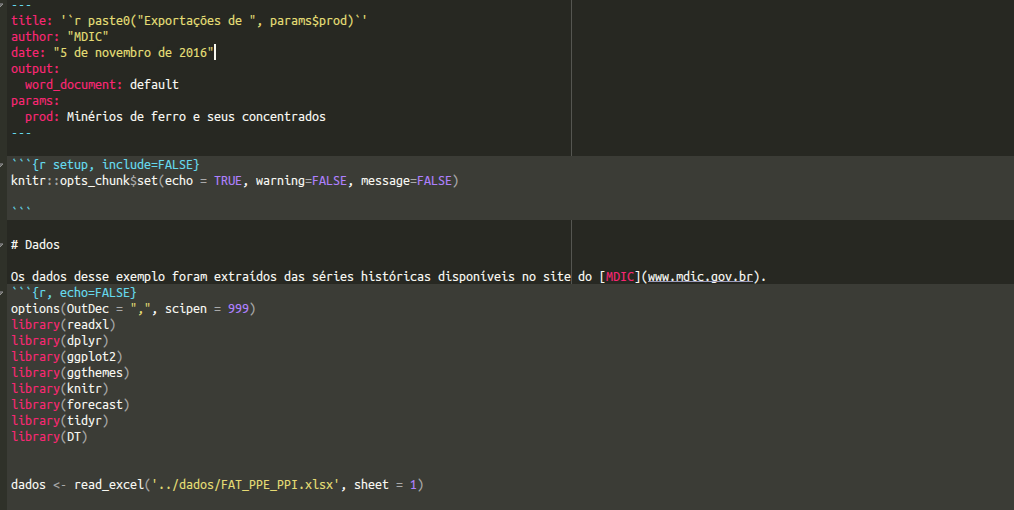 ---
title: '`r paste0("Exportações de ", params$prod)`'
author: "MDIC"
date: "5 de novembro de 2016"
output:
  word_document: default
params:
  prod: Minérios de ferro e seus concentrados
---
```{r setup, include=FALSE}
knitr::opts_chunk$set(echo = TRUE, warning=FALSE, message=FALSE)
```
# Dados
Os dados desse exemplo foram extraídos das séries históricas disponíveis no site do [MDIC](www.mdic.gov.br).
```{r, echo=FALSE}
options(OutDec = ",", scipen = 999)
library(readxl)
library(dplyr)
library(ggplot2)
library(ggthemes)
library(knitr)
library(forecast)
library(tidyr)
library(DT)
dados <- read_excel('../dados/FAT_PPE_PPI.xlsx', sheet = 1)